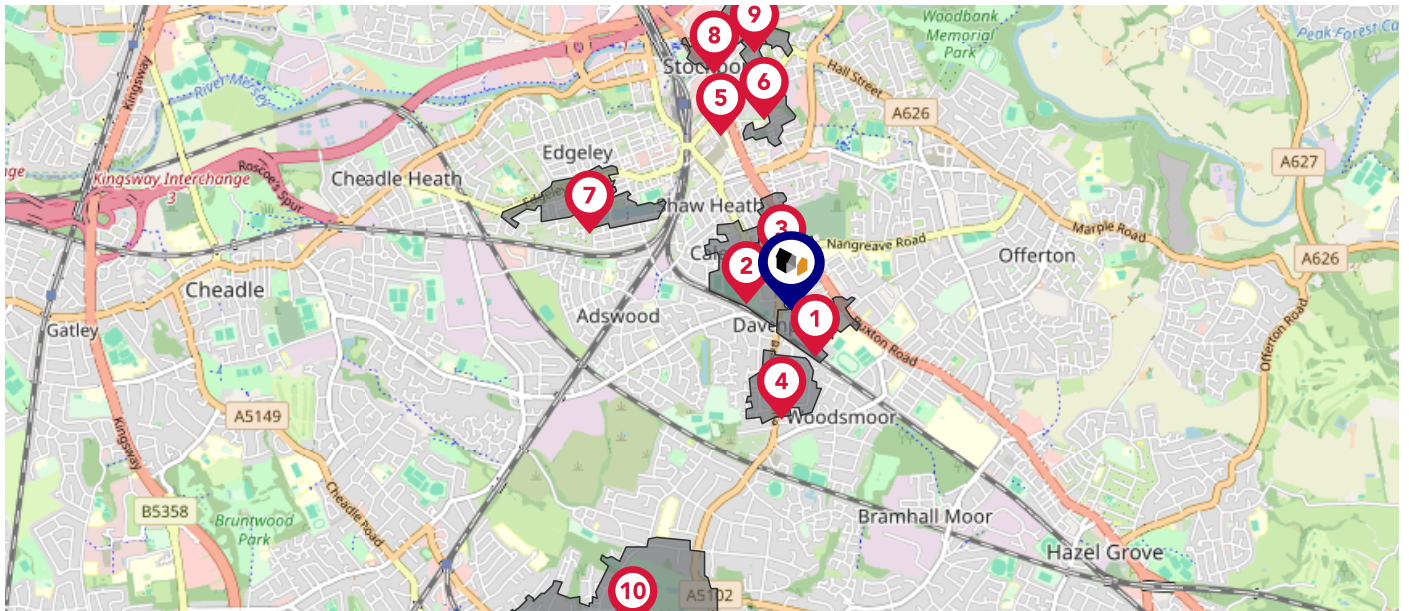 9
Woodbank
Memorial
Park
Peak Forest Ca
8
Stockpo
Hall Street
6
Kingsway
River Mersey
5
A626
Edgeley
A627
ge
Kingsway Interchange
3
Roscoe's Spur
Cheadle Heath
7
Shaw Heath
3
Marple Road
Nangreave Road
Offerton
A626
Cale
2
Cheadle
Adswood
Gatley
Davenp
1
Buxton Road
Offerton Road
4
A5149
Woodsmoor
Kingsway
Cheadle Road
B5358
Bruntwood
Park
Bramhall Moor
Hazel Grove
10
A5102